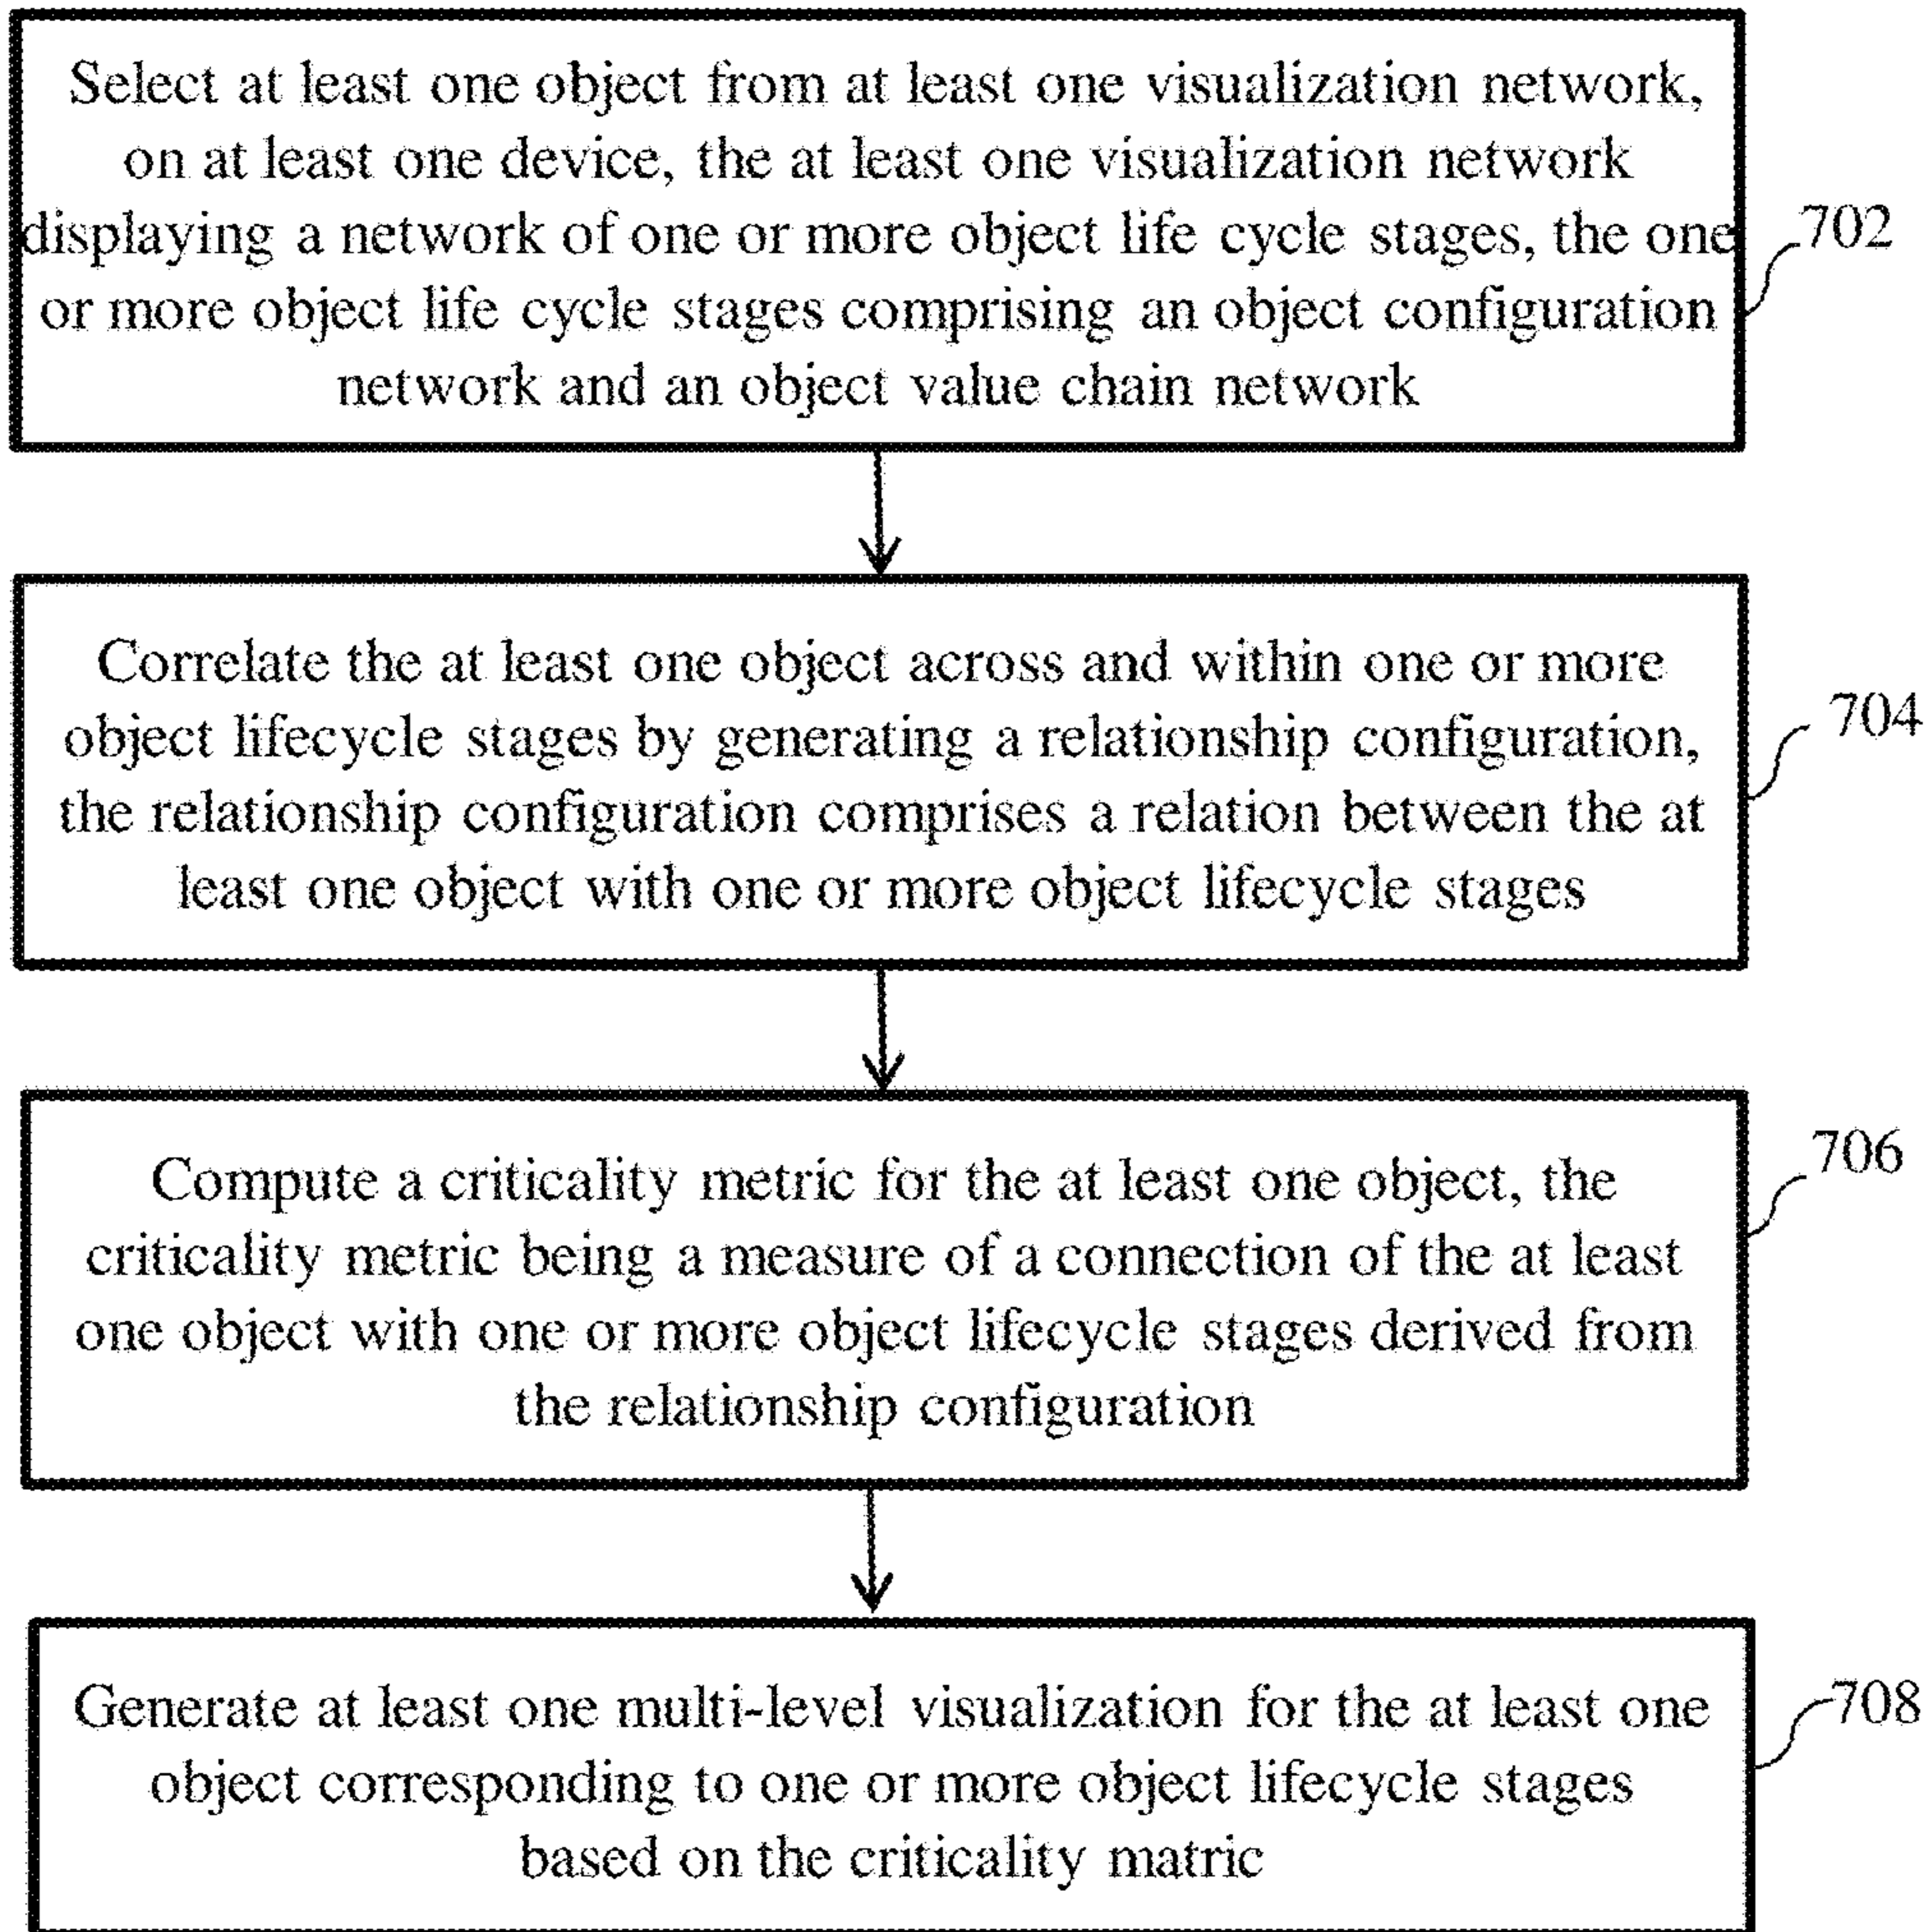 Select at least one object from at least one visualization network,
on at least one device, the at least one visualization network
displaying a network of one or more object life cycle stages, the one
or more object life cycle stages comprising an object configuration
network and an object value chain network
702
Correlate the at least one object across and within one or more
object lifecycle stages by generating a relationship configuration,
the relationship configuration comprises a relation between the at
least one object with one or more object lifecycle stages
704
Compute a criticality metric for the at least one object, the
criticality metric being a measure of a connection of the at least
one object with one or more object lifecycle stages derived from
the relationship configuration
706
Generate at least one multi-level visualization for the at least one
object corresponding to one or more object lifecycle stages
based on the criticality matric
708